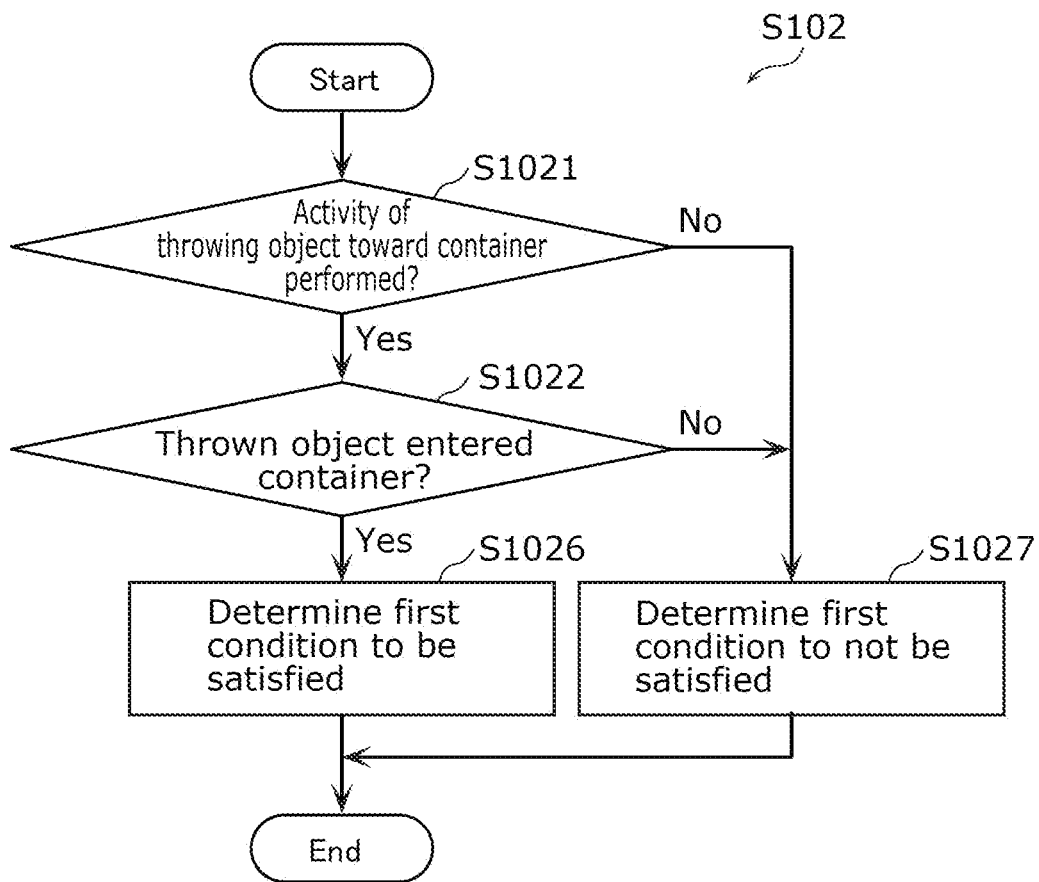 S102
Start
S1021
Activity of
throwing object toward container
performed?
No
Yes
S1022
Thrown object entered
container?
No
Yes
S1026
Determine first
condition to be
satisfied
S1027
Determine first
condition to not be
satisfied
End